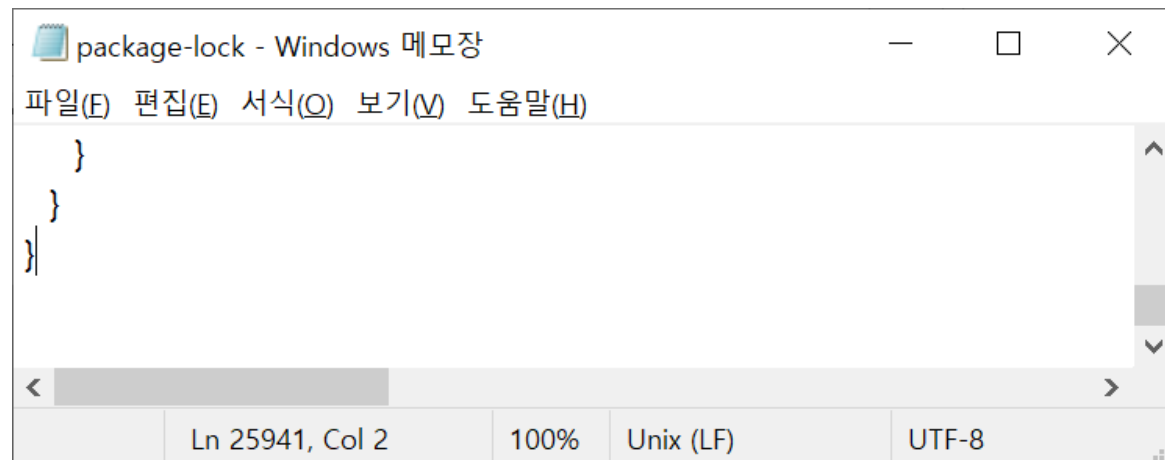 package-lock - Windows 메모장
파일(F) 편집(E) 서식(O) 보기(V) 도움말(H)
}
}
}
Ln 25941, Col 2 100% Unix (LF) UTF-8